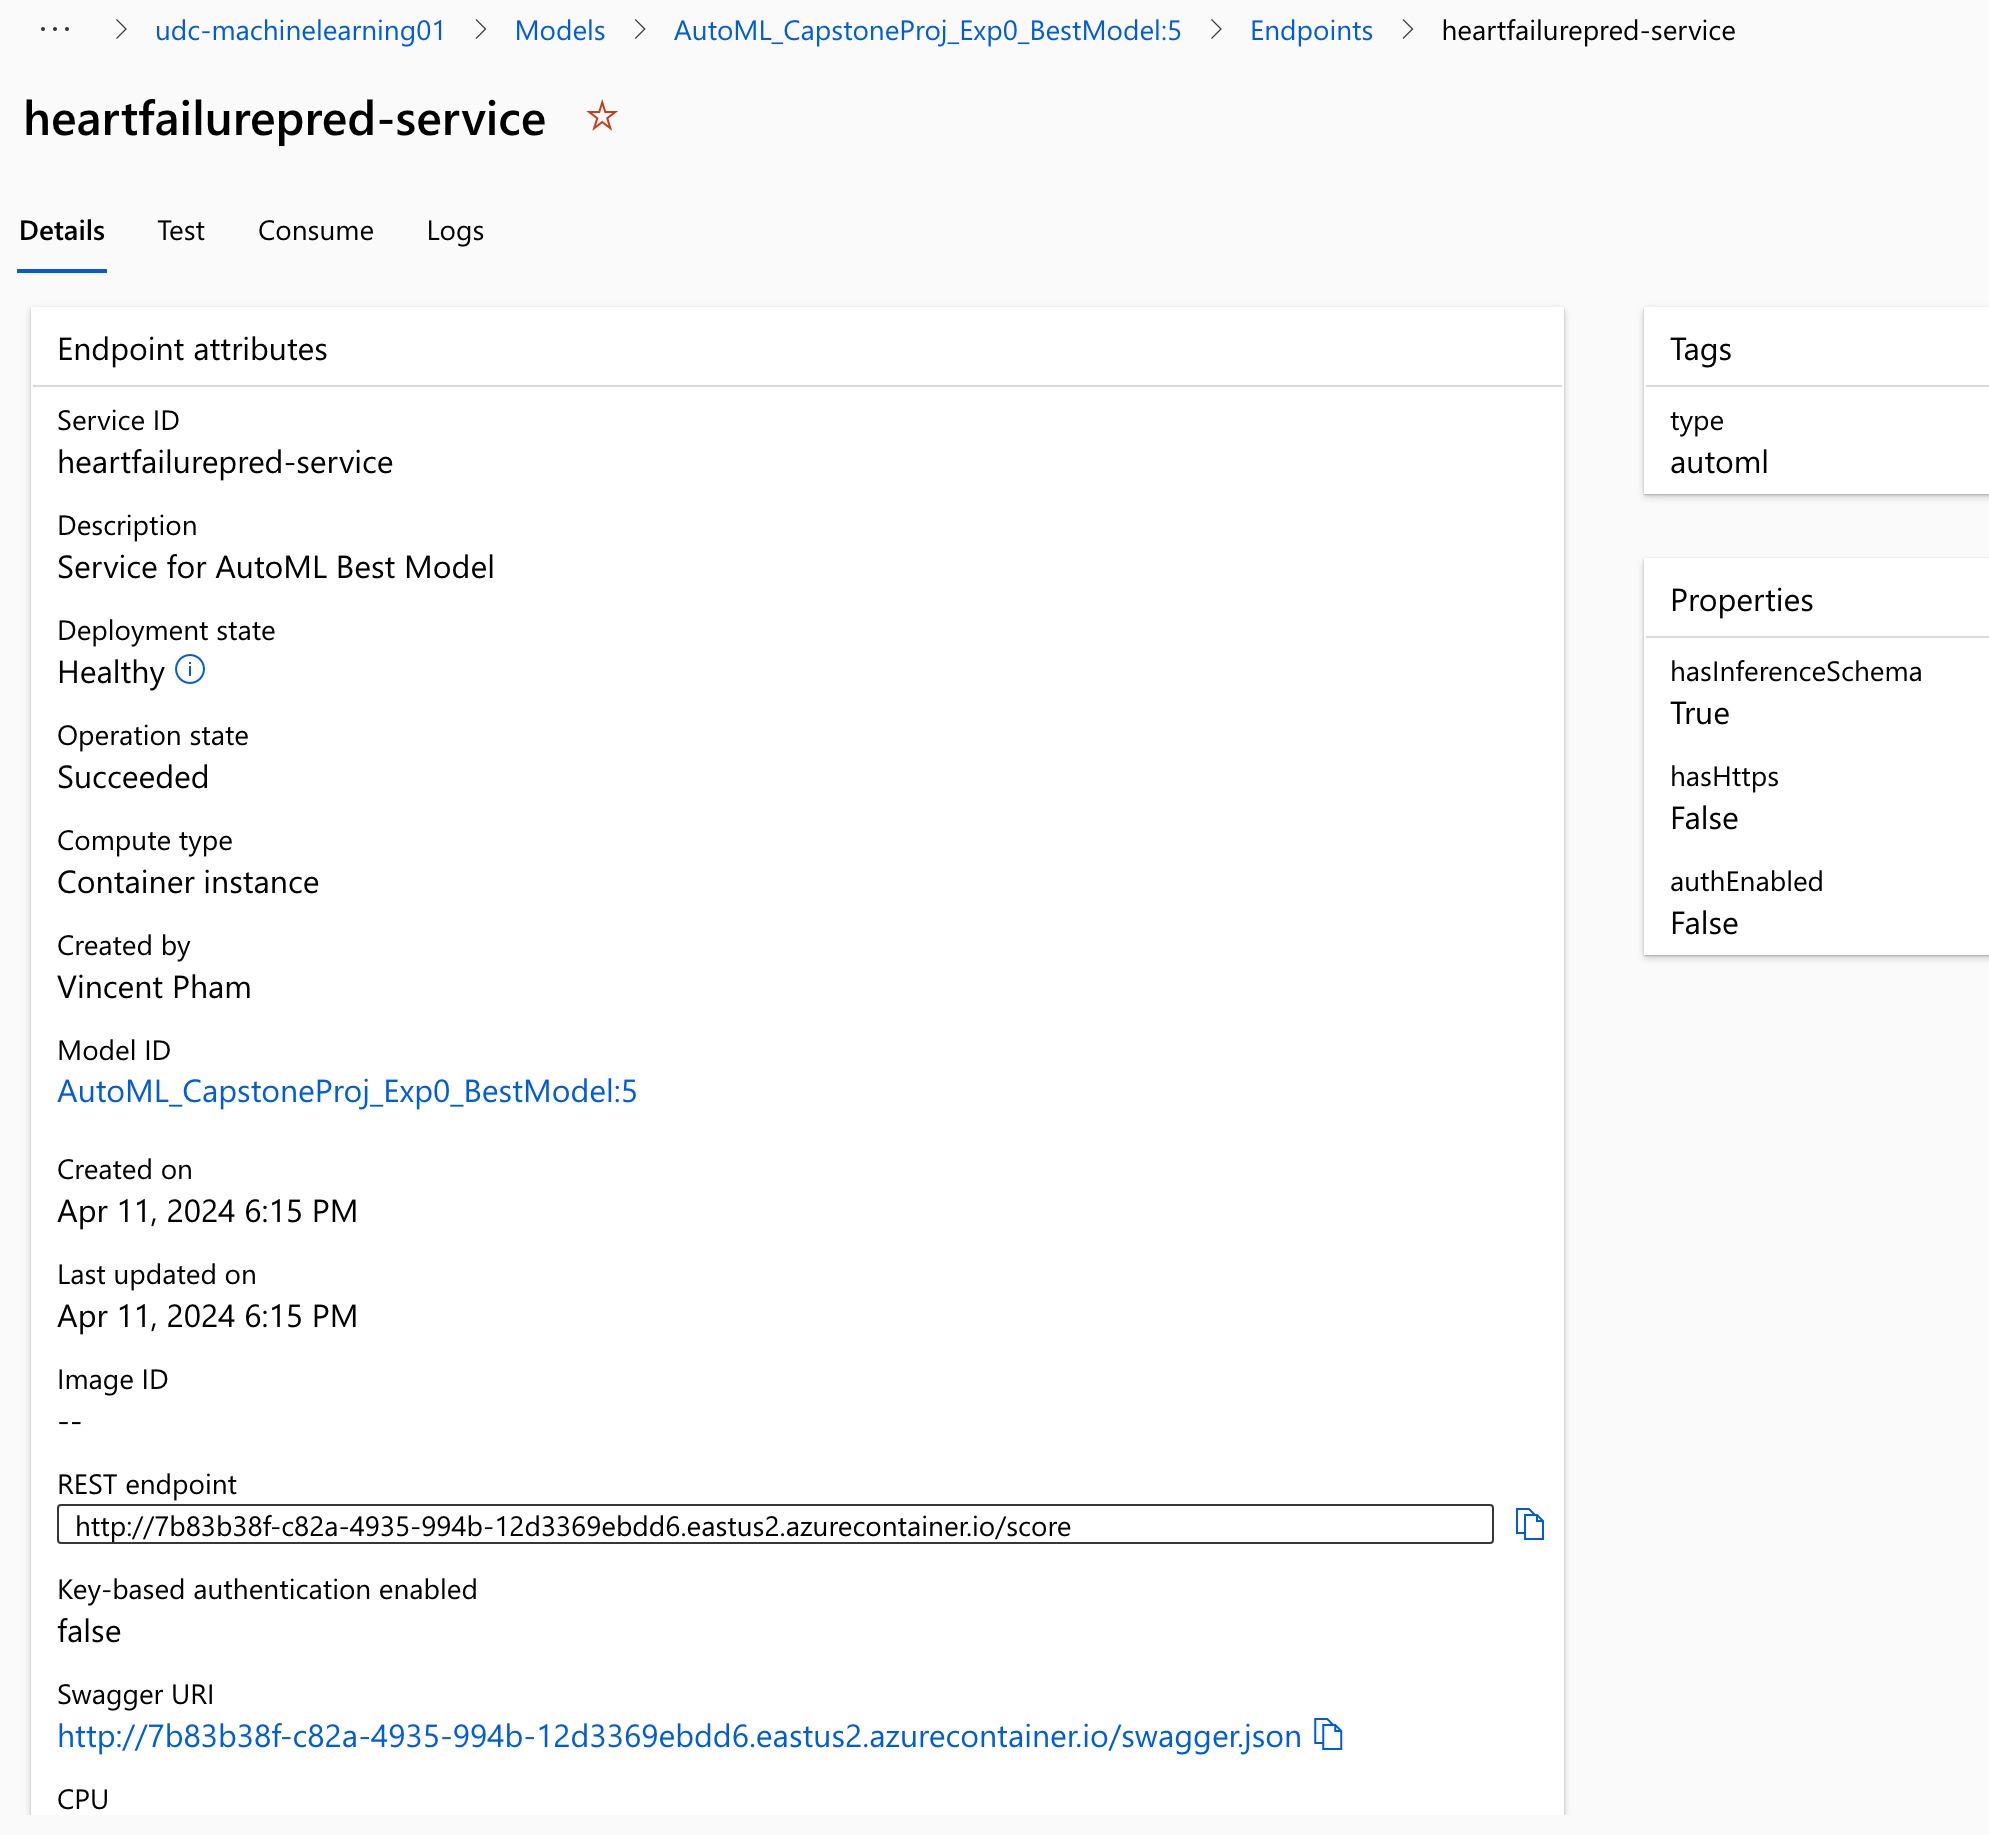 ··· > udc-machinelearning01 > Models > AutoML_CapstoneProj_Exp0_BestModel:5 > Endpoints > heartfailurepred-service
heartfailurepred-service
Details Test Consume Logs
Endpoint attributes
Service ID
heartfailurepred-service
Description
Service for AutoML Best Model
Deployment state
Healthy
Operation state
Succeeded
Compute type
Container instance
Created by
Vincent Pham
Model ID
AutoML_CapstoneProj_Exp0_BestModel:5
Created on
Apr 11, 2024 6:15 PM
Last updated on
Apr 11, 2024 6:15 PM
Image ID
--
REST endpoint
http://7b83b38f-c82a-4935-994b-12d3369ebdd6.eastus2.azurecontainer.io/score
Key-based authentication enabled
false
Swagger URI
http://7b83b38f-c82a-4935-994b-12d3369ebdd6.eastus2.azurecontainer.io/swagger.json
CPU
Tags
type
automl
Properties
hasInferenceSchema
True
hasHttps
False
authEnabled
False